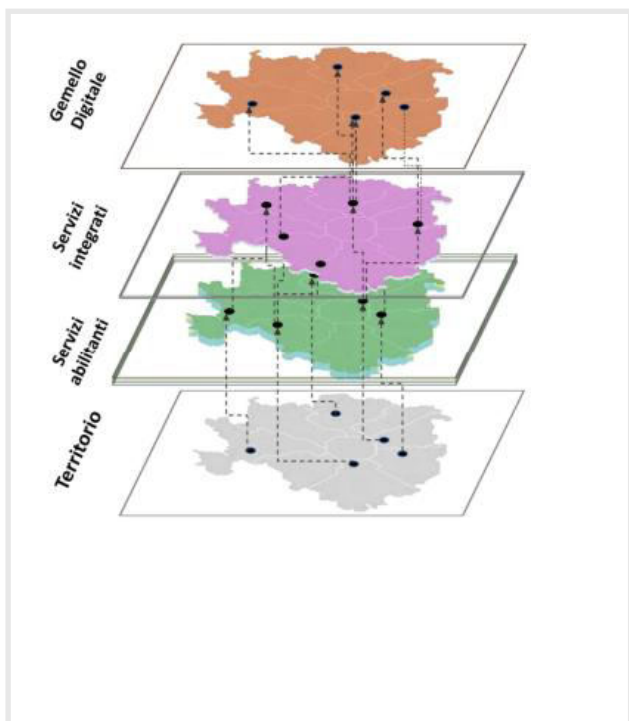 Gemello
Digitale
Servizi
integrati
Servizi
abilitanti
Territorio